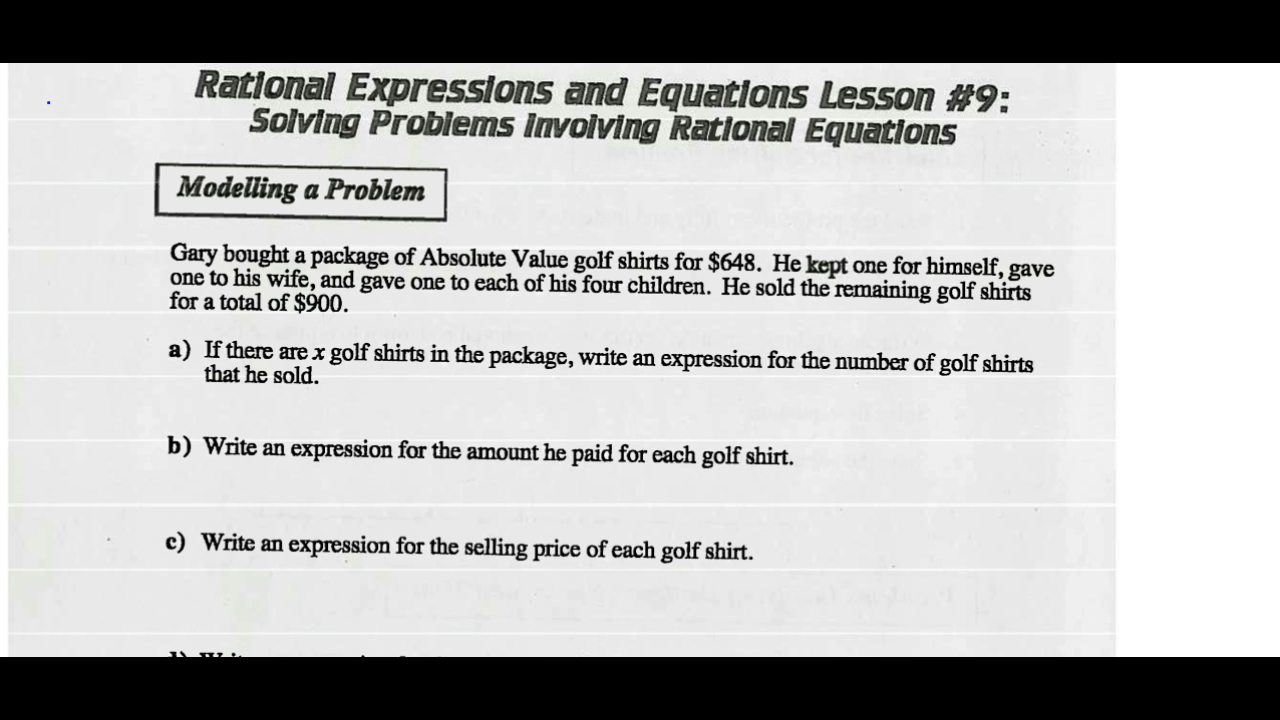 Rational Expressions and Equations Lesson #9:
Solving Problems Involving Rational Equations
Modelling a Problem
Gary bought a package of Absolute Value golf shirts for $648. He kept one for himself, gave
one to his wife, and gave one to each of his four children. He sold the remaining golf shirts
for a total of $900.
a) If there are x golf shirts in the package, write an expression for the number of golf shirts
that he sold.
b) Write an expression for the amount he paid for each golf shirt.
c) Write an expression for the selling price of each golf shirt.